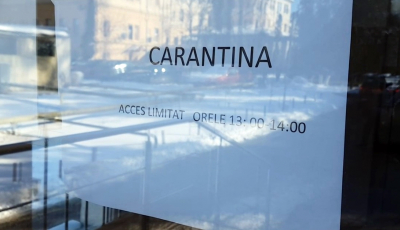 CARANTINA
ACCES LIMITAT ORELE 13:00-14:00